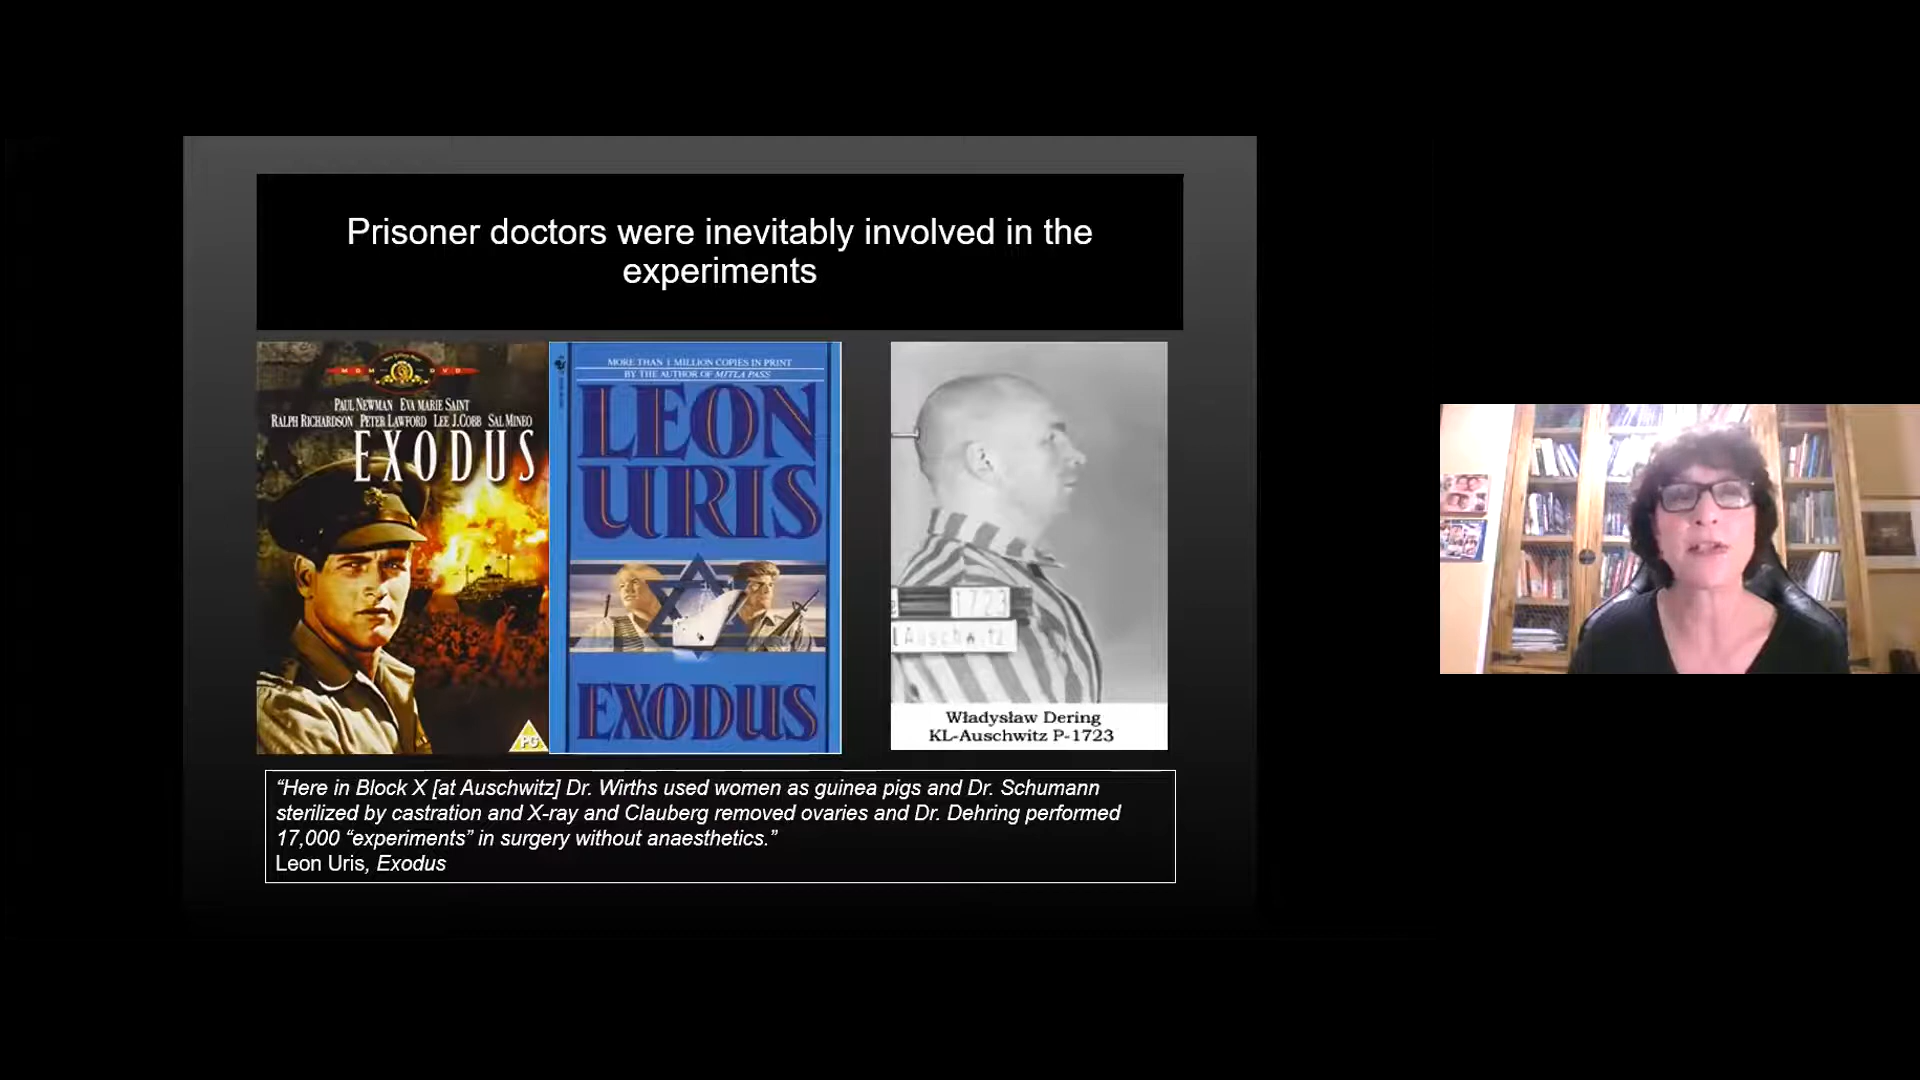 Prisoner doctors were inevitably involved in the
experiments
M G M DVD
PAUL NEWMAN EVA MARIE SAINT
RALPH RICHARDSON PETER LAWFORD LEE J. COBB SAL MINEO
EXODUS
PG
MORE THAN 1 MILLION COPIES IN PRINT
BY THE AUTHOR OF MITLA PASS
LEON
URIS
EXODUS
1723
Auschwitz
Władysław Dering
KL-Auschwitz P-1723
“Here in Block X [at Auschwitz] Dr. Wirths used women as guinea pigs and Dr. Schumann
sterilized by castration and X-ray and Clauberg removed ovaries and Dr. Dehring performed
17,000 “experiments” in surgery without anaesthetics.”
Leon Uris, Exodus